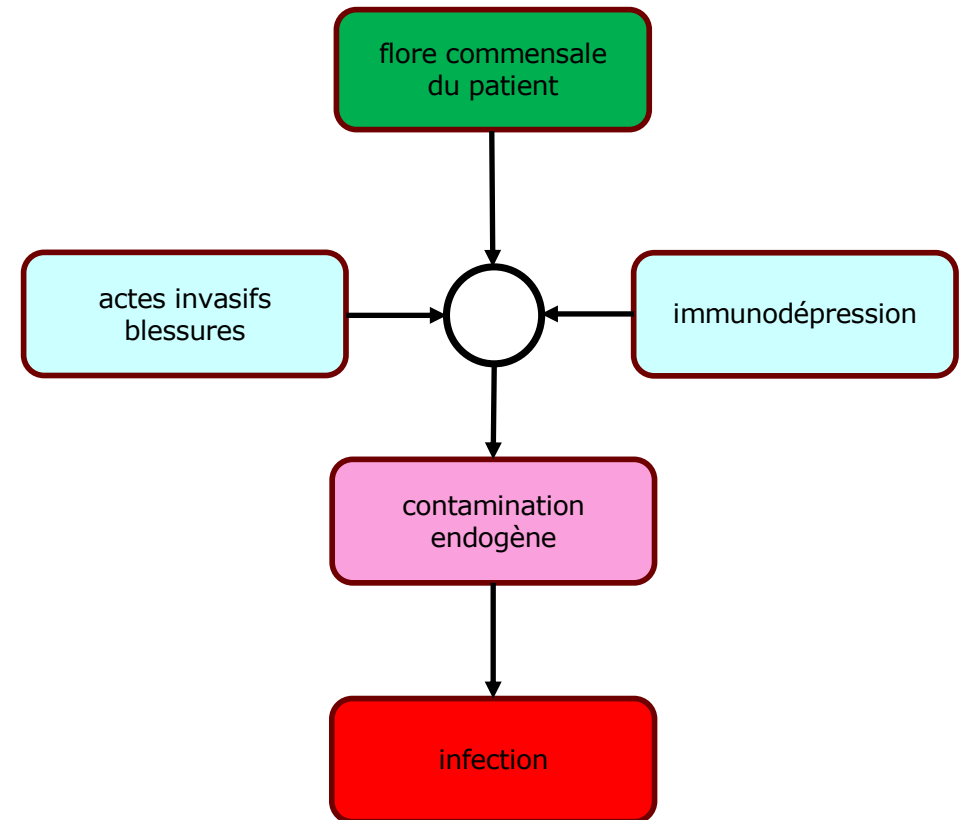 flore commensale
du patient
actes invasifs
blessures
immunodépression
contamination
endogène
infection